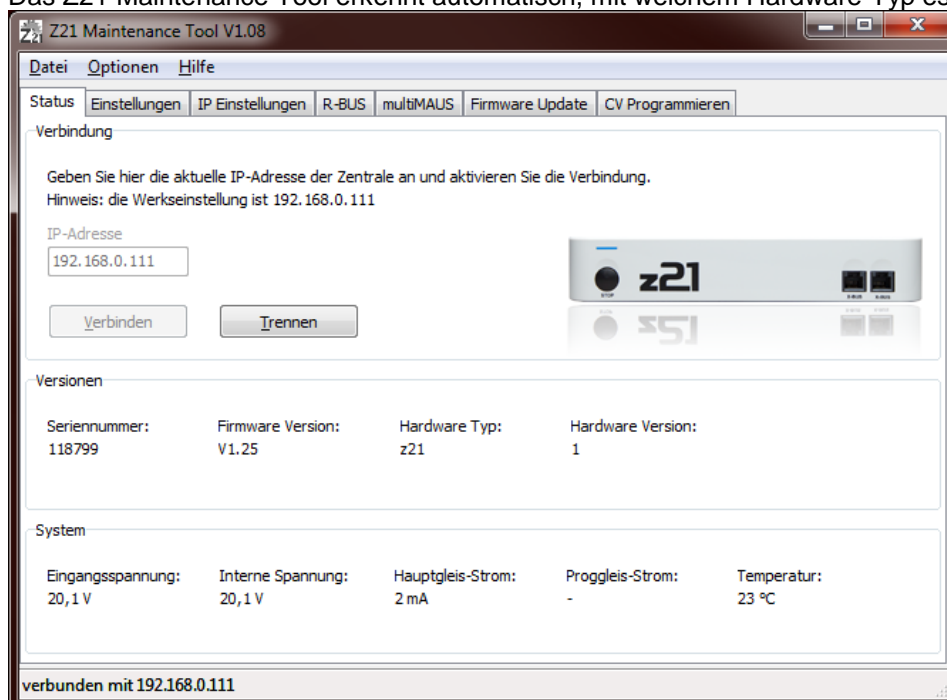 Das Z21 Maintenance Tool erkennt automatisch, mit welchem Hardware-Typ es
Z21 Maintenance Tool V1.08
Datei Optionen Hilfe
Status Einstellungen IP Einstellungen R-BUS multiMAUS Firmware Update CV Programmieren
Verbindung
Geben Sie hier die aktuelle IP-Adresse der Zentrale an und aktivieren Sie die Verbindung.
Hinweis: die Werkseinstellung ist 192.168.0.111
IP-Adresse
192.168.0.111
z21
STOP
R-BUS R-BUS
Verbinden Trennen
Versionen
Seriennummer: Firmware Version: Hardware Typ: Hardware Version:
118799 V1.25 z21 1
System
Eingangsspannung: Interne Spannung: Hauptgleis-Strom: Proggleis-Strom: Temperatur:
20,1 V 20,1 V 2 mA - 23 °C
verbunden mit 192.168.0.111